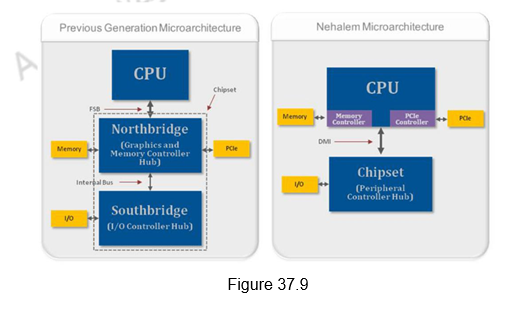 Previous Generation Microarchitecture
CPU
FSB
Chipset
Northbridge
(Graphics and
Memory Controller
Hub)
Memory
PCIe
Internal Bus
Southbridge
(I/O Controller Hub)
I/O
Nehalem Microarchitecture
CPU
Memory
Controller
PCIe
Controller
Memory
PCIe
DMI
Chipset
(Peripheral
Controller Hub)
I/O
Figure 37.9